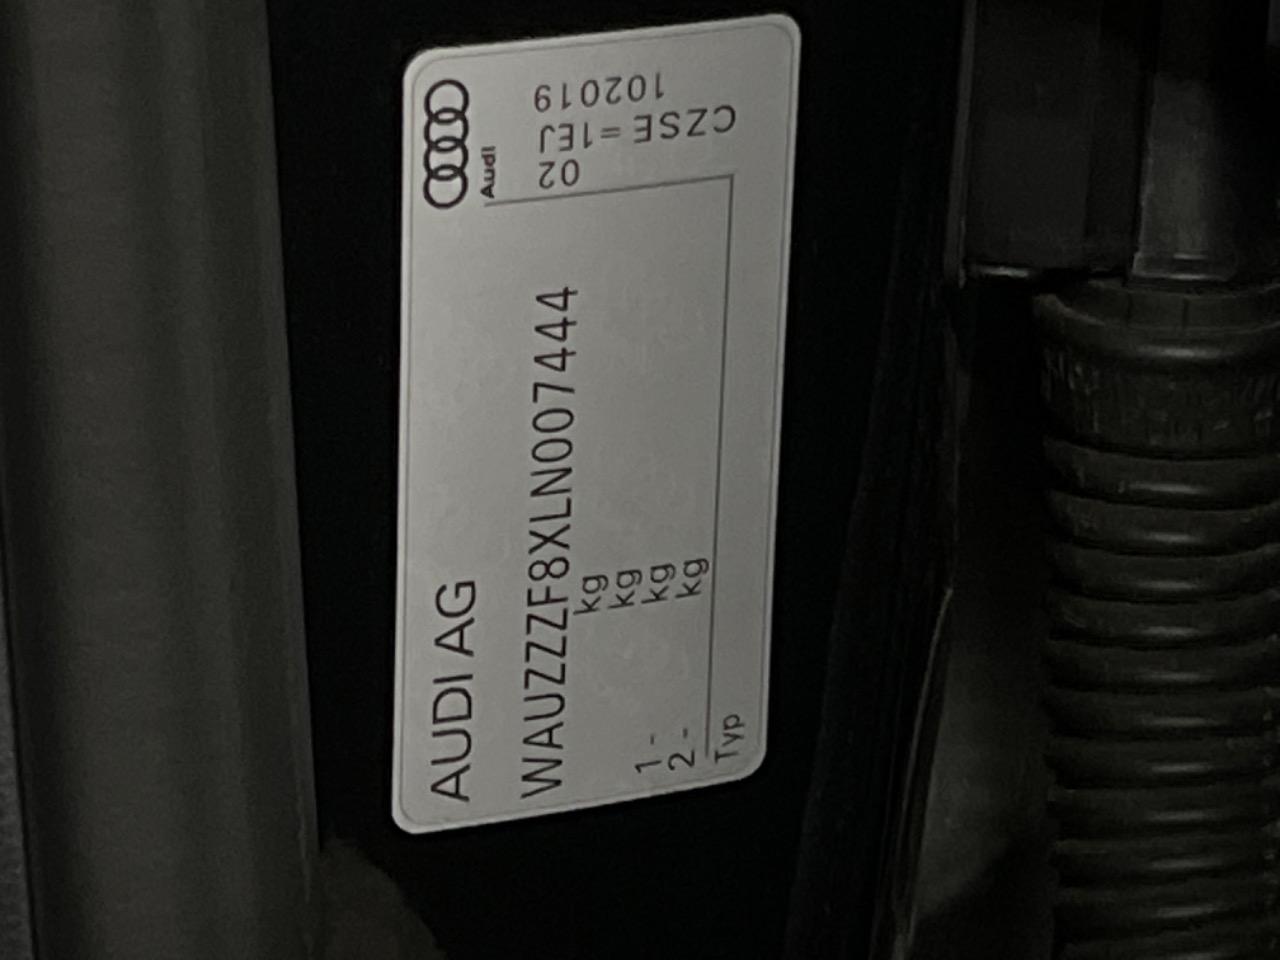 AUDI AG
Audi
WAUZZZF8XLN007444
kg
kg
1 - kg
2 - kg
Typ
CZSE =1EJ 02
102019